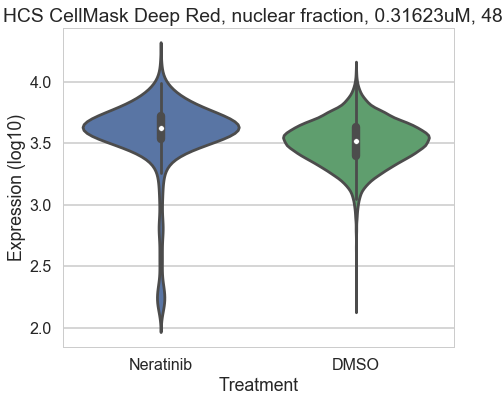 HCS CellMask Deep Red, nuclear fraction, 0.31623uM, 48
4.0
3.5
3.0
2.5
2.0
Expression (log10)
Neratinib DMSO
Treatment